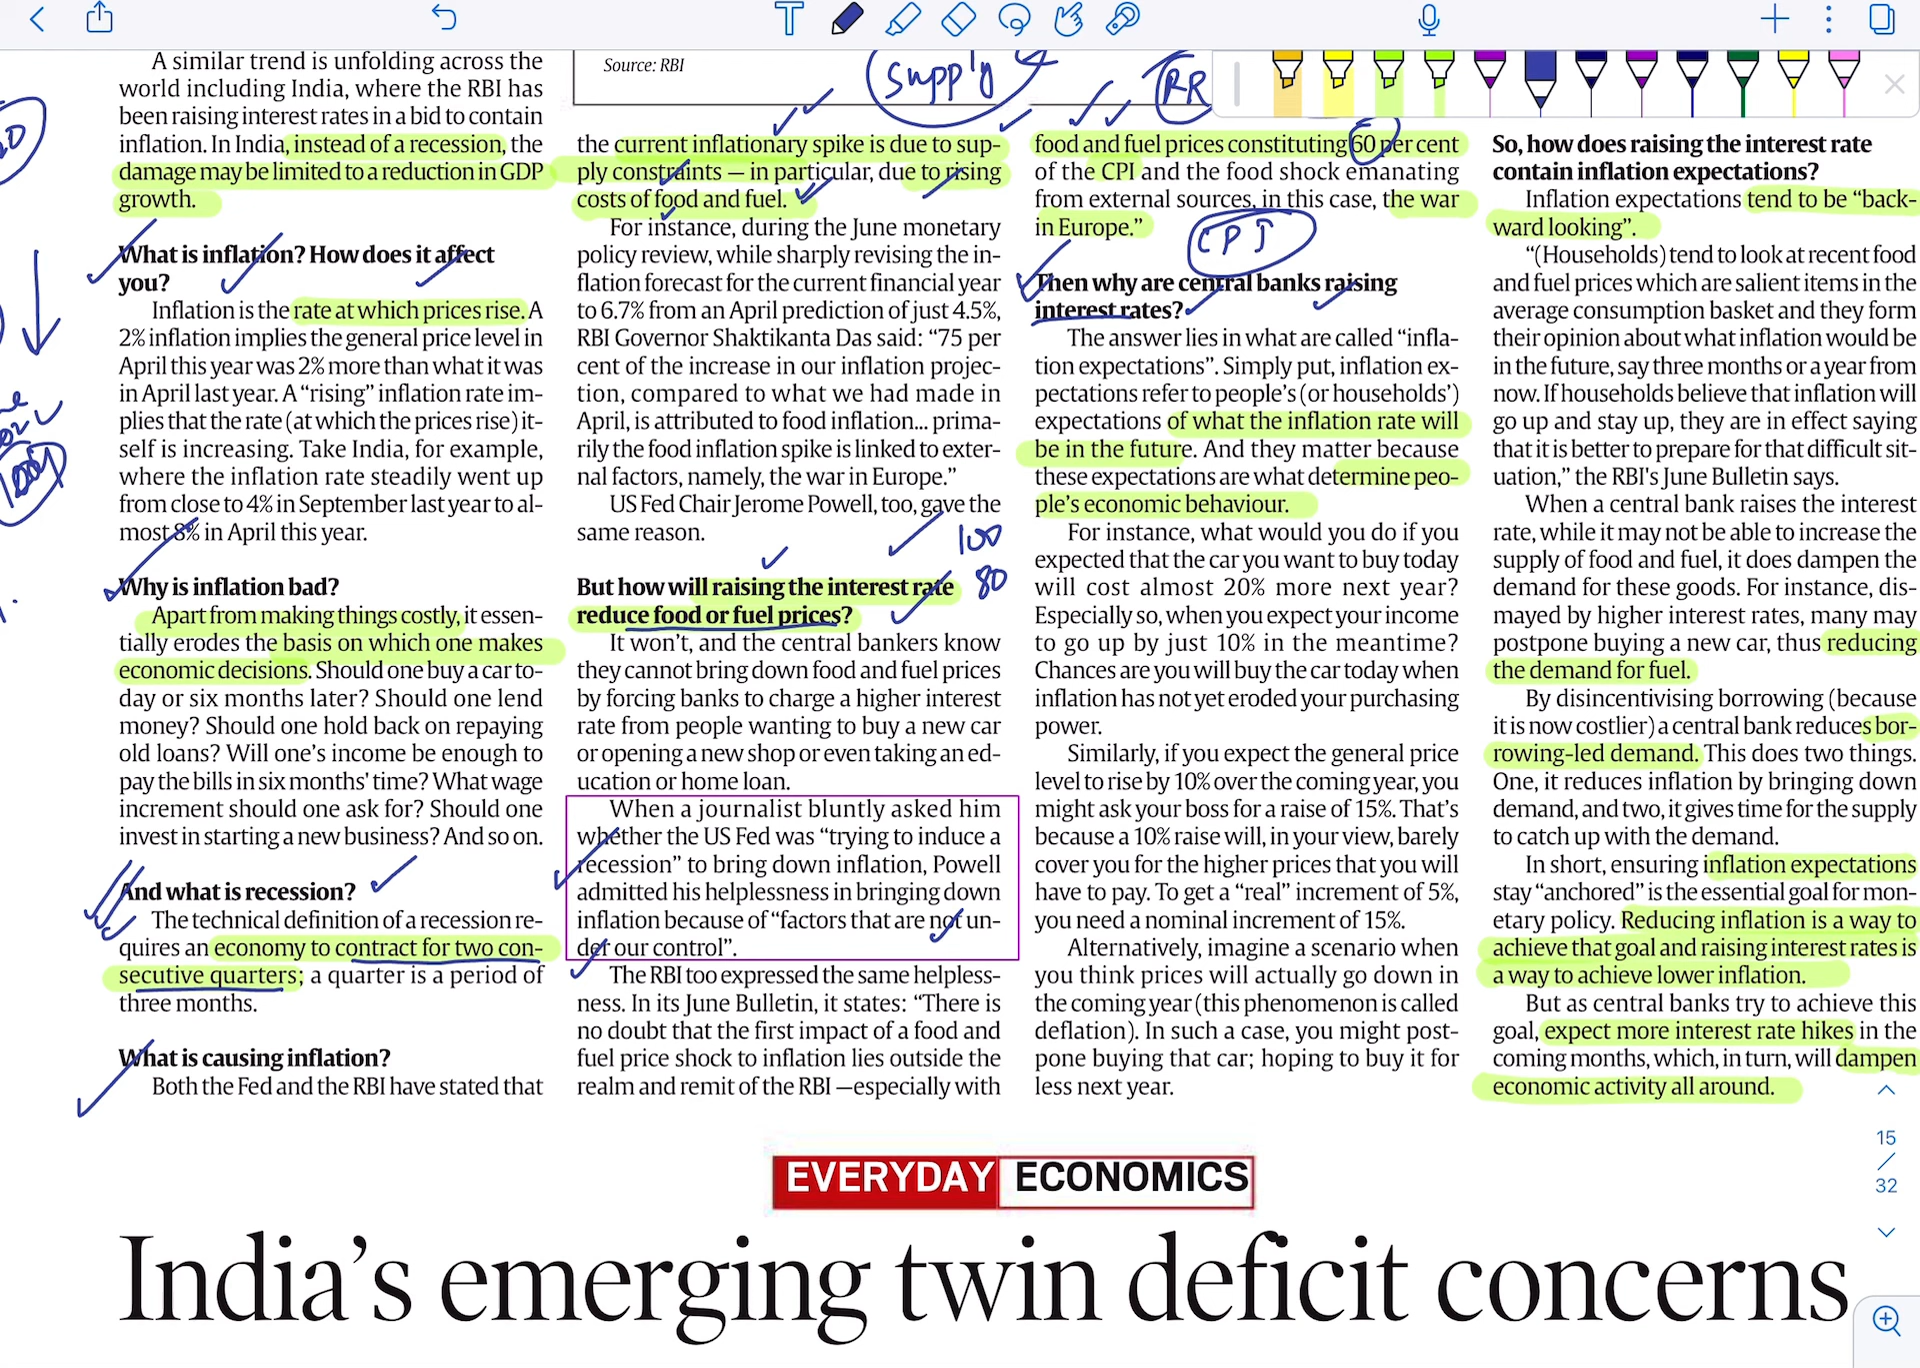 Source: RBI
supply
RR
A similar trend is unfolding across the
world including India, where the RBI has
been raising interest rates in a bid to contain
inflation. In India, instead of a recession, the
damage may be limited to a reduction in GDP
growth.
What is inflation? How does it affect
you?
Inflation is the rate at which prices rise. A
2% inflation implies the general price level in
April this year was 2% more than what it was
in April last year. A “rising” inflation rate im-
plies that the rate (at which the prices rise) it-
self is increasing. Take India, for example,
where the inflation rate steadily went up
from close to 4% in September last year to al-
most 8% in April this year.
Why is inflation bad?
Apart from making things costly, it essen-
tially erodes the basis on which one makes
economic decisions. Should one buy a car to-
day or six months later? Should one lend
money? Should one hold back on repaying
old loans? Will one’s income be enough to
pay the bills in six months’ time? What wage
increment should one ask for? Should one
invest in starting a new business? And so on.
And what is recession?
The technical definition of a recession re-
quires an economy to contract for two con-
secutive quarters; a quarter is a period of
three months.
What is causing inflation?
Both the Fed and the RBI have stated that
the current inflationary spike is due to sup-
ply constraints — in particular, due to rising
costs of food and fuel.
For instance, during the June monetary
policy review, while sharply revising the in-
flation forecast for the current financial year
to 6.7% from an April prediction of just 4.5%,
RBI Governor Shaktikanta Das said: “75 per
cent of the increase in our inflation projec-
tion, compared to what we had made in
April, is attributed to food inflation... prima-
rily the food inflation spike is linked to exter-
nal factors, namely, the war in Europe.”
US Fed Chair Jerome Powell, too, gave the
same reason.
100
80
But how will raising the interest rate
reduce food or fuel prices?
It won’t, and the central bankers know
they cannot bring down food and fuel prices
by forcing banks to charge a higher interest
rate from people wanting to buy a new car
or opening a new shop or even taking an ed-
ucation or home loan.
When a journalist bluntly asked him
whether the US Fed was “trying to induce a
recession” to bring down inflation, Powell
admitted his helplessness in bringing down
inflation because of “factors that are not un-
der our control”.
The RBI too expressed the same helpless-
ness. In its June Bulletin, it states: “There is
no doubt that the first impact of a food and
fuel price shock to inflation lies outside the
realm and remit of the RBI —especially with
food and fuel prices constituting 60 per cent
of the CPI and the food shock emanating
from external sources, in this case, the war
in Europe.”
CPI
Then why are central banks raising
interest rates?
The answer lies in what are called “infla-
tion expectations”. Simply put, inflation ex-
pectations refer to people’s (or households’)
expectations of what the inflation rate will
be in the future. And they matter because
these expectations are what determine peo-
ple’s economic behaviour.
For instance, what would you do if you
expected that the car you want to buy today
will cost almost 20% more next year?
Especially so, when you expect your income
to go up by just 10% in the meantime?
Chances are you will buy the car today when
inflation has not yet eroded your purchasing
power.
Similarly, if you expect the general price
level to rise by 10% over the coming year, you
might ask your boss for a raise of 15%. That’s
because a 10% raise will, in your view, barely
cover you for the higher prices that you will
have to pay. To get a “real” increment of 5%,
you need a nominal increment of 15%.
Alternatively, imagine a scenario when
you think prices will actually go down in
the coming year (this phenomenon is called
deflation). In such a case, you might post-
pone buying that car; hoping to buy it for
less next year.
So, how does raising the interest rate
contain inflation expectations?
Inflation expectations tend to be “back-
ward looking”.
“(Households) tend to look at recent food
and fuel prices which are salient items in the
average consumption basket and they form
their opinion about what inflation would be
in the future, say three months or a year from
now. If households believe that inflation will
go up and stay up, they are in effect saying
that it is better to prepare for that difficult sit-
uation,” the RBI's June Bulletin says.
When a central bank raises the interest
rate, while it may not be able to increase the
supply of food and fuel, it does dampen the
demand for these goods. For instance, dis-
mayed by higher interest rates, many may
postpone buying a new car, thus reducing
the demand for fuel.
By disincentivising borrowing (because
it is now costlier) a central bank reduces bor-
rowing-led demand. This does two things.
One, it reduces inflation by bringing down
demand, and two, it gives time for the supply
to catch up with the demand.
In short, ensuring inflation expectations
stay “anchored” is the essential goal for mon-
etary policy. Reducing inflation is a way to
achieve that goal and raising interest rates is
a way to achieve lower inflation.
But as central banks try to achieve this
goal, expect more interest rate hikes in the
coming months, which, in turn, will dampen
economic activity all around.
15
/
32
EVERYDAY ECONOMICS
India’s emerging twin deficit concerns